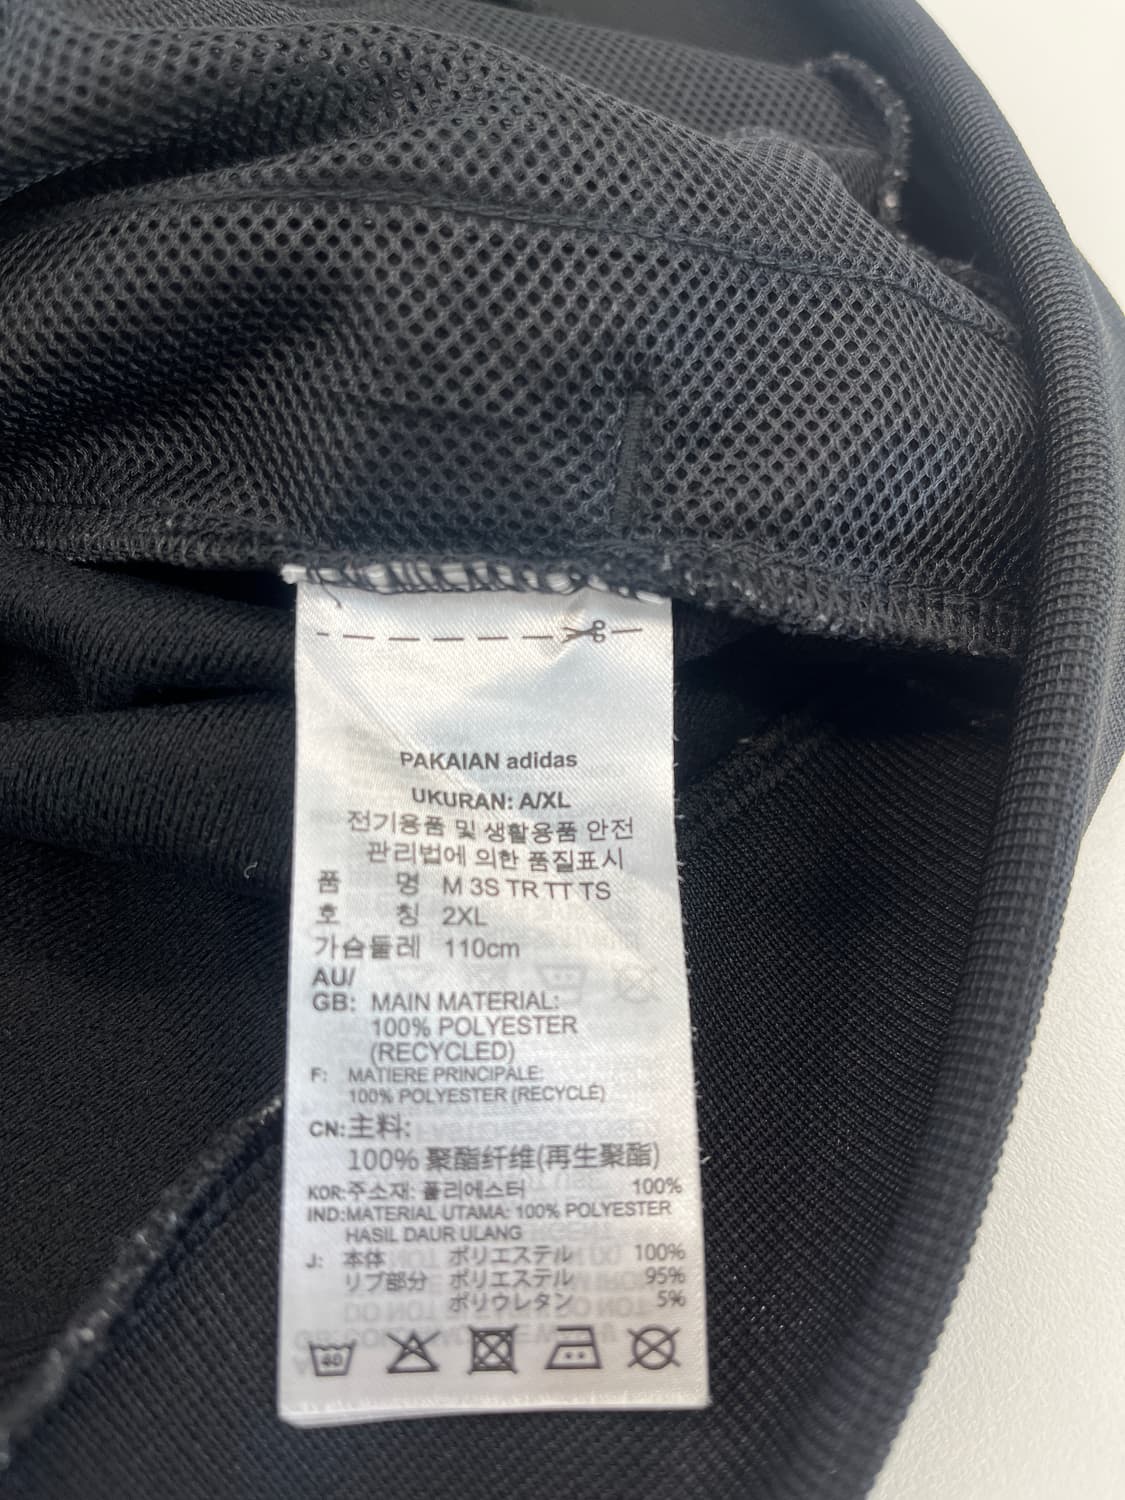 PAKAIAN adidas
UKURAN: A/XL
전기용품 및 생활용품 안전
관리법에 의한 품질표시
품 명 M 3S TR TT TS
호 칭 2XL
가슴둘레 110cm
AU/
GB: MAIN MATERIAL:
100% POLYESTER
(RECYCLED)
F: MATIERE PRINCIPALE:
100% POLYESTER (RECYCLÉ)
CN:主料:
100% 聚酯纤维(再生聚酯)
KOR:주소재: 폴리에스터 100%
IND:MATERIAL UTAMA: 100% POLYESTER
HASIL DAUR ULANG
J: 本体 ポリエステル 100%
リブ部分 ポリエステル 95%
ポリウレタン 5%
40